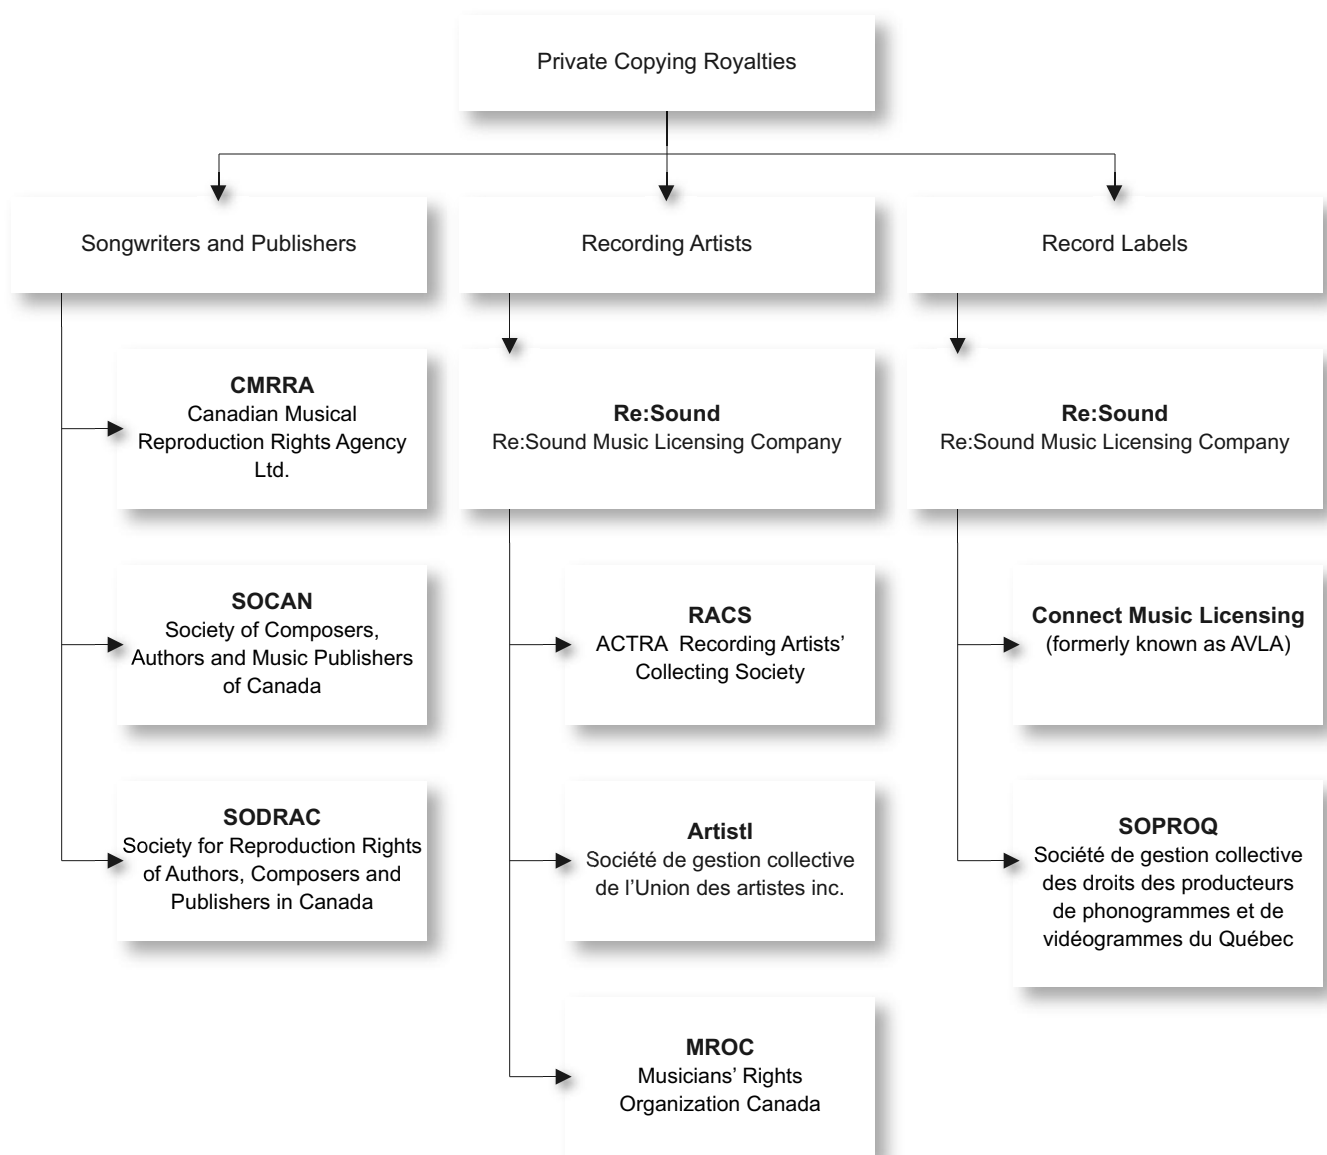 Private Copying Royalties
Songwriters and Publishers
Recording Artists
Record Labels
CMRRA
Canadian Musical
Reproduction Rights Agency
Ltd.
Re:Sound
Re:Sound Music Licensing Company
Re:Sound
Re:Sound Music Licensing Company
SOCAN
Society of Composers,
Authors and Music Publishers
of Canada
RACS
ACTRA Recording Artists’
Collecting Society
Connect Music Licensing
(formerly known as AVLA)
SODRAC
Society for Reproduction Rights
of Authors, Composers and
Publishers in Canada
ArtistI
Société de gestion collective
de l’Union des artistes inc.
SOPROQ
Société de gestion collective
des droits des producteurs
de phonogrammes et de
vidéogrammes du Québec
MROC
Musicians’ Rights
Organization Canada